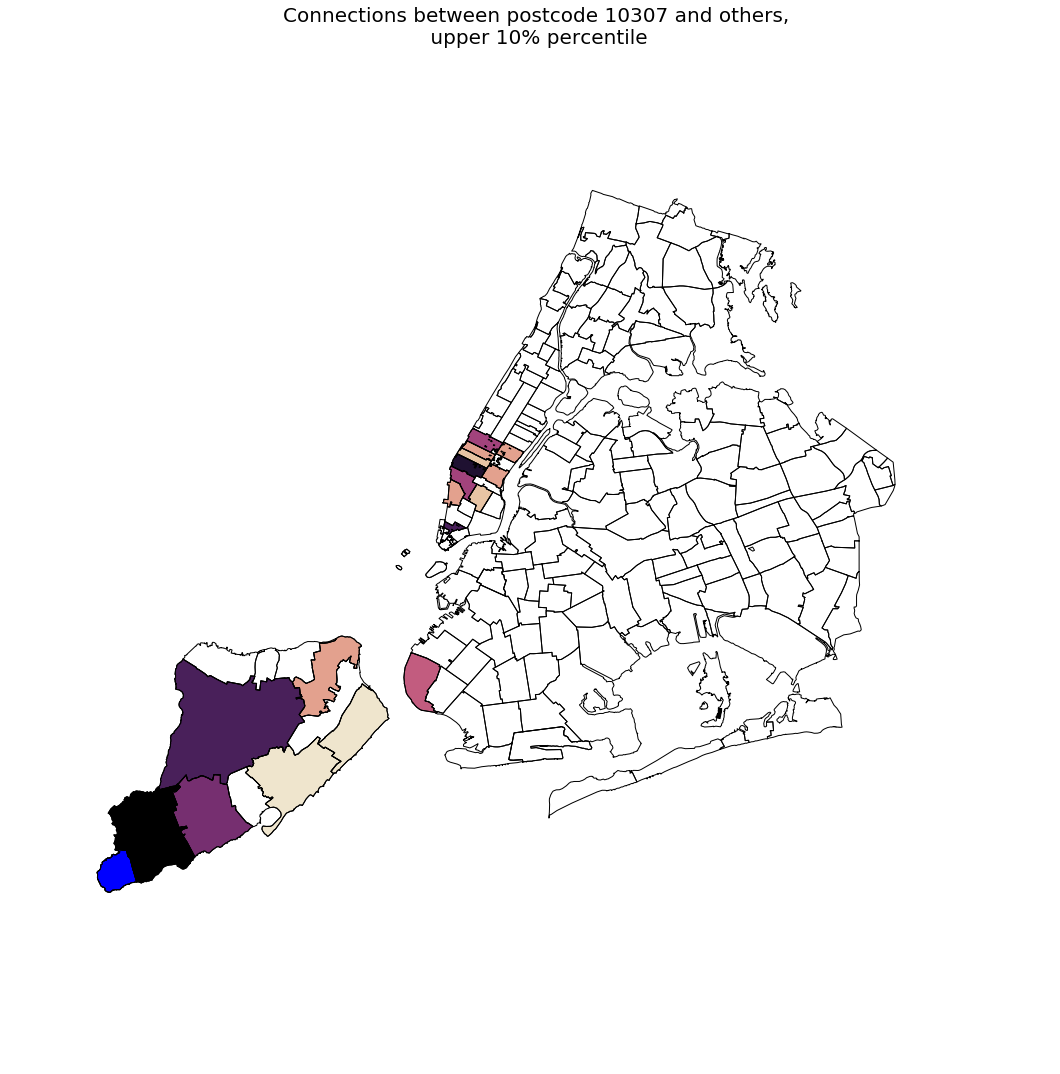 Connections between postcode 10307 and others,
upper 10% percentile